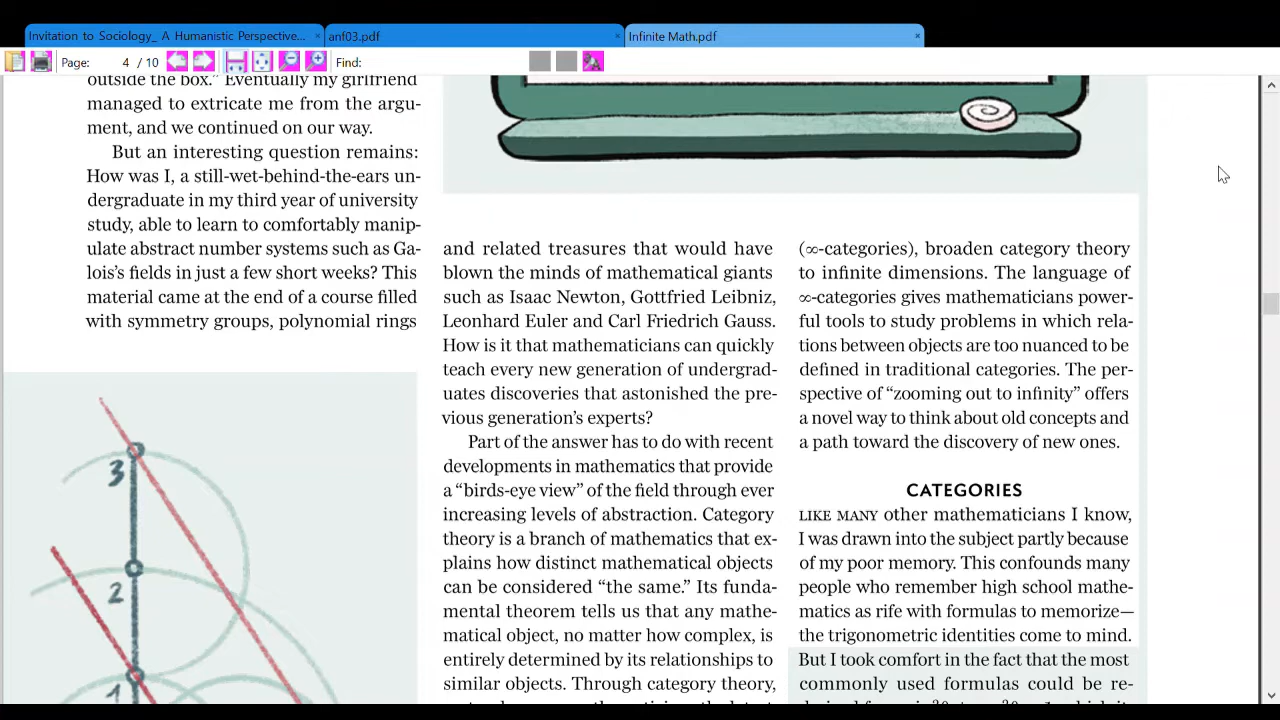 Invitation to Sociology_ A Humanistic Perspective...
anf03.pdf
Infinite Math.pdf
Page: 4 / 10
Find:
outside the box.” Eventually my girlfriend
managed to extricate me from the argu-
ment, and we continued on our way.
But an interesting question remains:
How was I, a still-wet-behind-the-ears un-
dergraduate in my third year of university
study, able to learn to comfortably manip-
ulate abstract number systems such as Ga-
lois’s fields in just a few short weeks? This
material came at the end of a course filled
with symmetry groups, polynomial rings
3
2
1
and related treasures that would have
blown the minds of mathematical giants
such as Isaac Newton, Gottfried Leibniz,
Leonhard Euler and Carl Friedrich Gauss.
How is it that mathematicians can quickly
teach every new generation of undergrad-
uates discoveries that astonished the pre-
vious generation’s experts?
Part of the answer has to do with recent
developments in mathematics that provide
a “birds-eye view” of the field through ever
increasing levels of abstraction. Category
theory is a branch of mathematics that ex-
plains how distinct mathematical objects
can be considered “the same.” Its funda-
mental theorem tells us that any mathe-
matical object, no matter how complex, is
entirely determined by its relationships to
similar objects. Through category theory,
(∞-categories), broaden category theory
to infinite dimensions. The language of
∞-categories gives mathematicians power-
ful tools to study problems in which rela-
tions between objects are too nuanced to be
defined in traditional categories. The per-
spective of “zooming out to infinity” offers
a novel way to think about old concepts and
a path toward the discovery of new ones.
CATEGORIES
LIKE MANY other mathematicians I know,
I was drawn into the subject partly because
of my poor memory. This confounds many
people who remember high school mathe-
matics as rife with formulas to memorize—
the trigonometric identities come to mind.
But I took comfort in the fact that the most
commonly used formulas could be re-